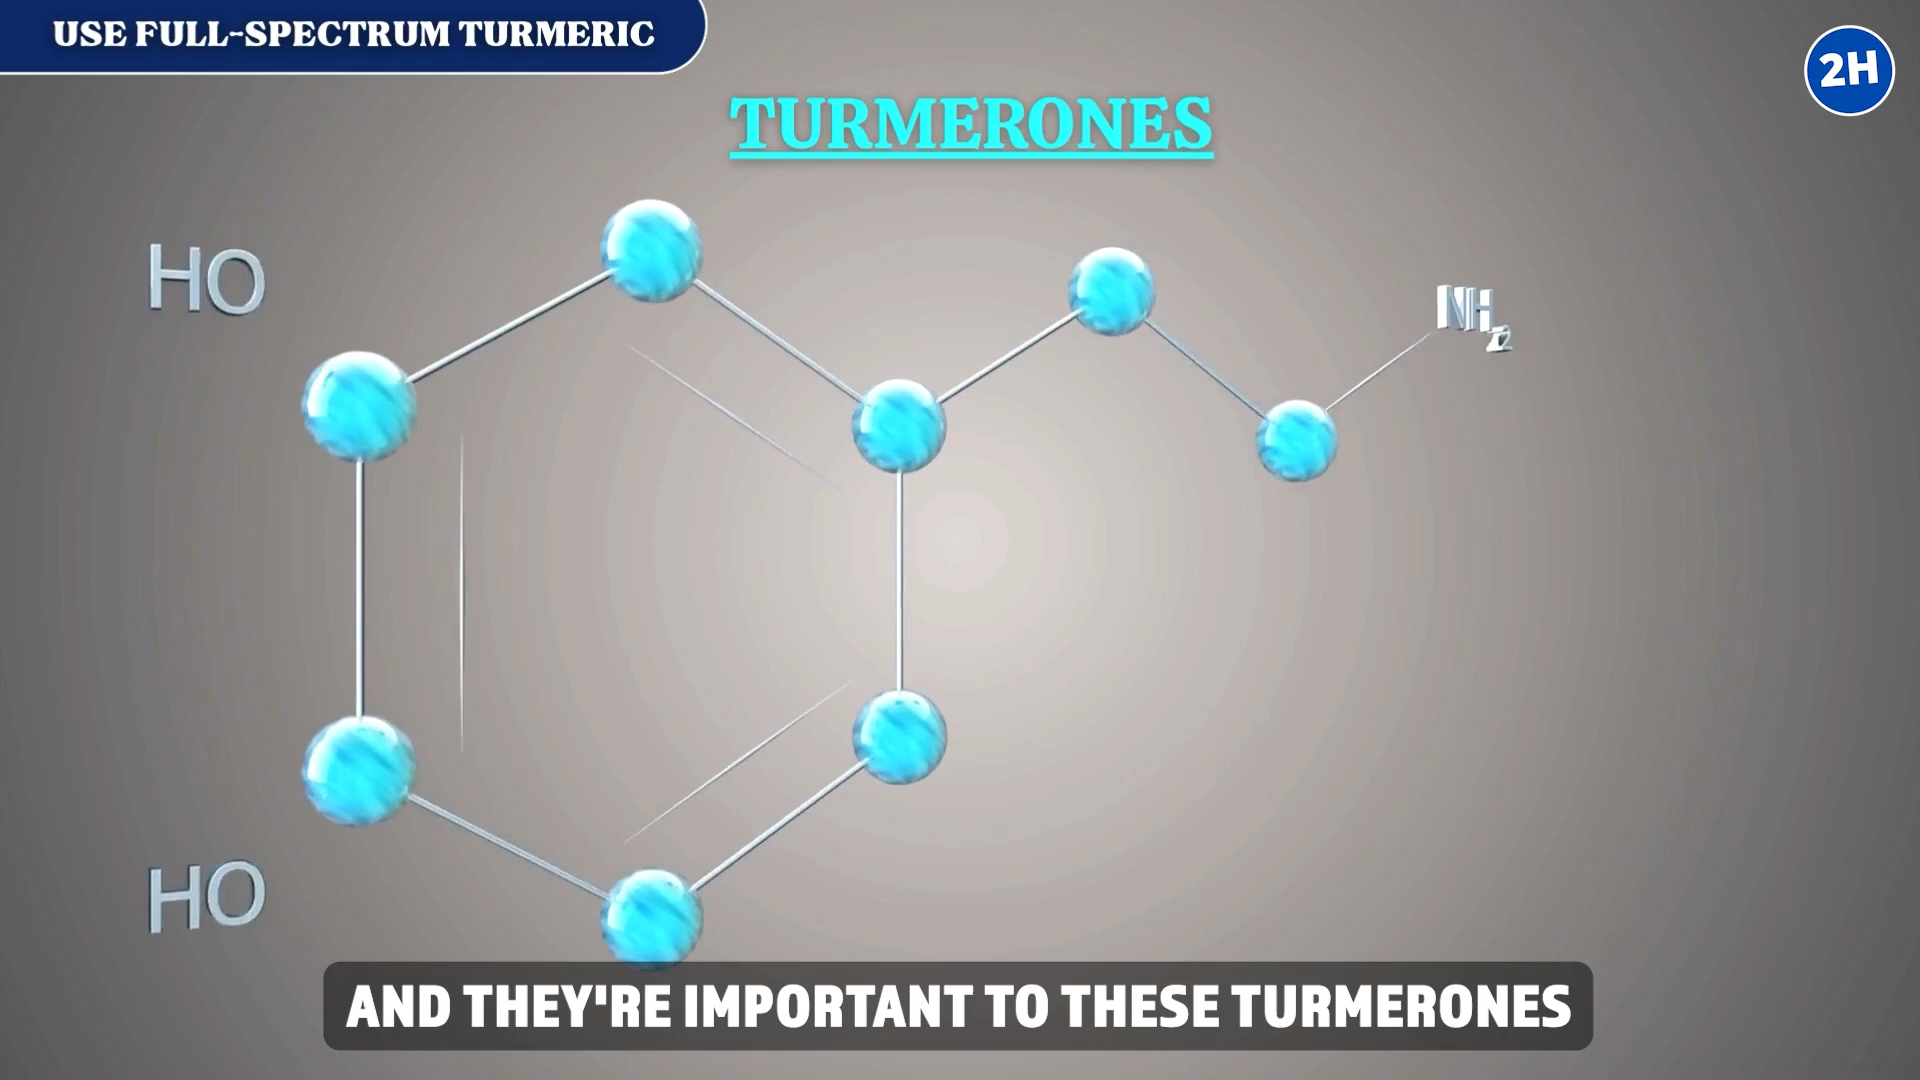 USE FULL-SPECTRUM TURMERIC
2H
TURMERONES
HO
NH2
HO
AND THEY'RE IMPORTANT TO THESE TURMERONES